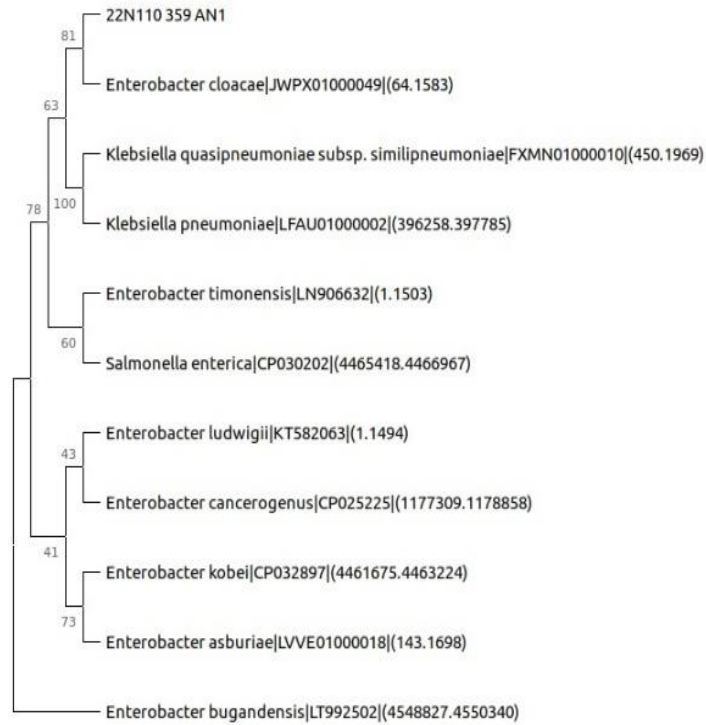 22N110 359 AN1
81
Enterobacter cloacae|JWPX01000049|(64.1583)
63
Klebsiella quasipneumoniae subsp. similipneumoniae|FXMN01000010|(450.1969)
100
78
Klebsiella pneumoniae|LFAU01000002|(396258.397785)
Enterobacter timonensis|LN906632|(1.1503)
60
Salmonella enterica|CP030202|(4465418.4466967)
Enterobacter ludwigii|KT582063|(1.1494)
43
Enterobacter cancerogenus|CP025225|(1177309.1178858)
41
Enterobacter kobei|CP032897|(4461675.4463224)
73
Enterobacter asburiae|LVVE01000018|(143.1698)
Enterobacter bugandensis|LT992502|(4548827.4550340)